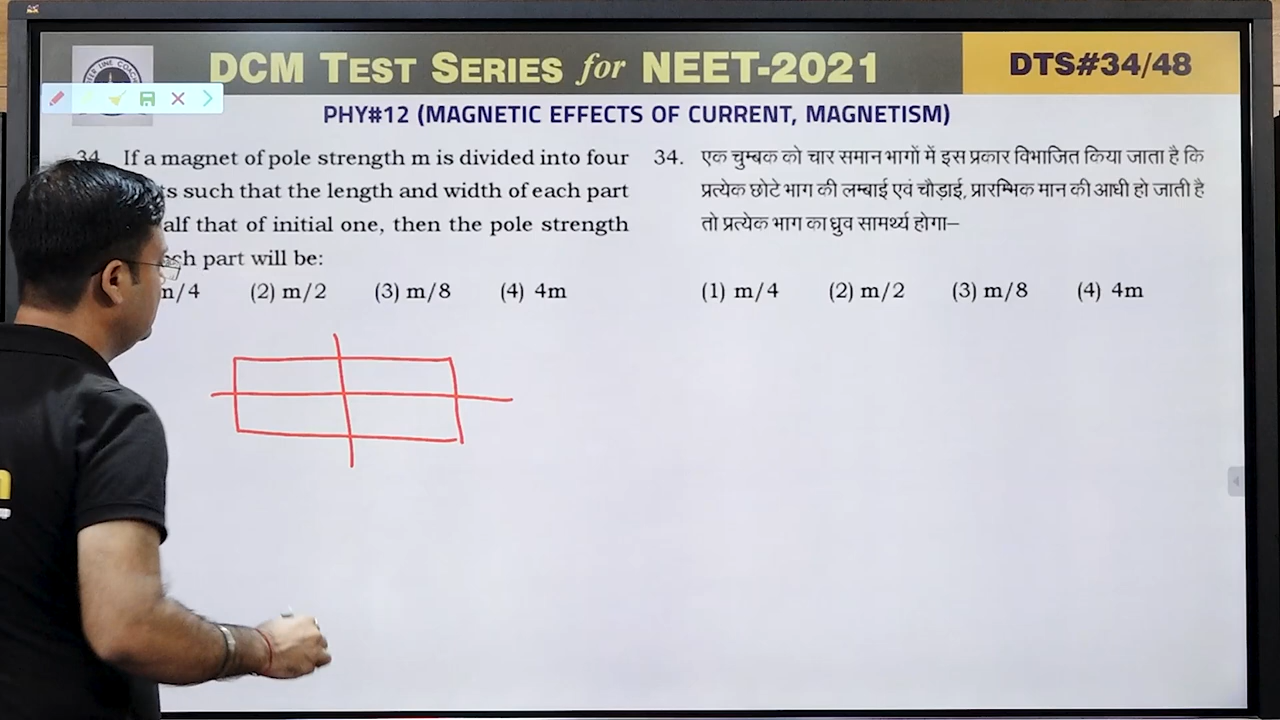 DCM TEST SERIES for NEET-2021
DTS#34/48
PHY#12 (MAGNETIC EFFECTS OF CURRENT, MAGNETISM)
34. If a magnet of pole strength m is divided into four
such that the length and width of each part
that of initial one, then the pole strength
part will be:
m/4 (2) m/2 (3) m/8 (4) 4m
34. एक चुम्बक को चार समान भागों में इस प्रकार विभाजित किया जाता है कि
प्रत्येक छोटे भाग की लम्बाई एवं चौड़ाई, प्रारम्भिक मान की आधी हो जाती है
तो प्रत्येक भाग का ध्रुव सामर्थ्य होगा–
(1) m/4 (2) m/2 (3) m/8 (4) 4m